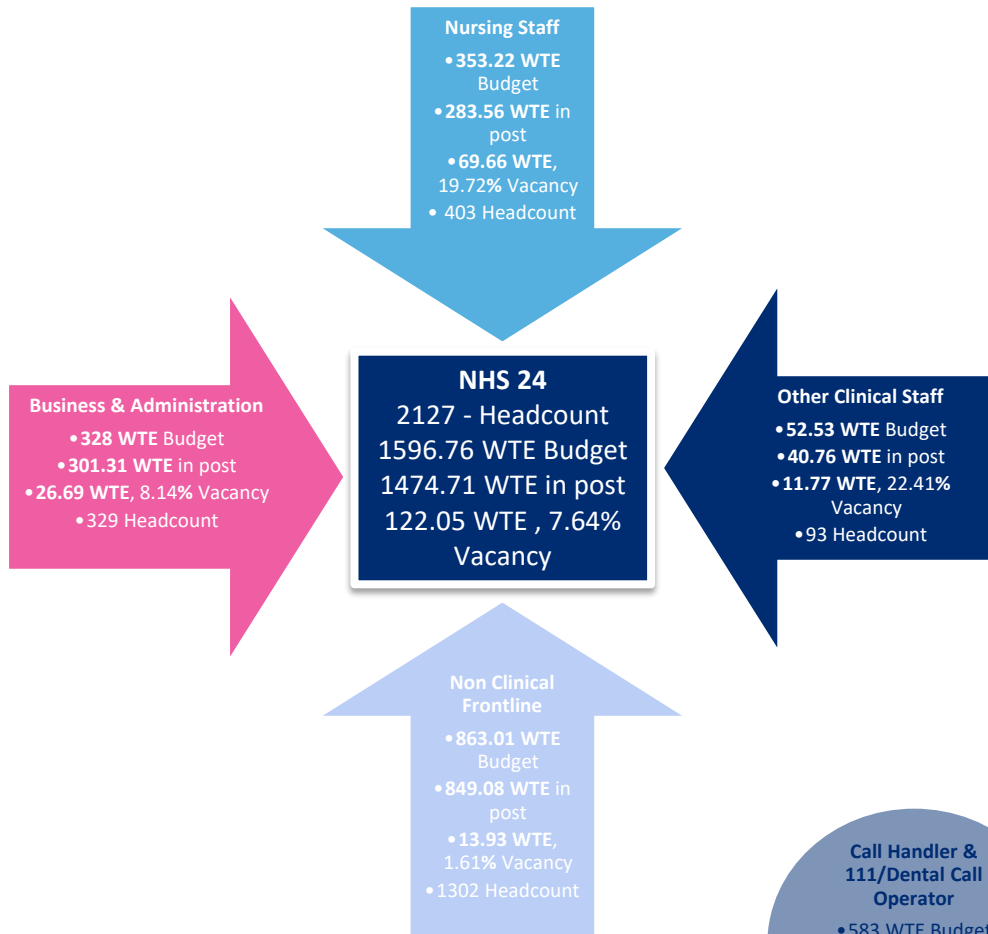 Nursing Staff
•353.22 WTE
Budget
•283.56 WTE in
post
•69.66 WTE,
19.72% Vacancy
• 403 Headcount
Business & Administration
•328 WTE Budget
•301.31 WTE in post
•26.69 WTE, 8.14% Vacancy
•329 Headcount
NHS 24
2127 - Headcount
1596.76 WTE Budget
1474.71 WTE in post
122.05 WTE , 7.64%
Vacancy
Other Clinical Staff
•52.53 WTE Budget
•40.76 WTE in post
•11.77 WTE, 22.41%
Vacancy
•93 Headcount
Non Clinical
Frontline
•863.01 WTE
Budget
•849.08 WTE in
post
•13.93 WTE,
1.61% Vacancy
•1302 Headcount
Call Handler &
111/Dental Call
Operator
•583 WTE Budget